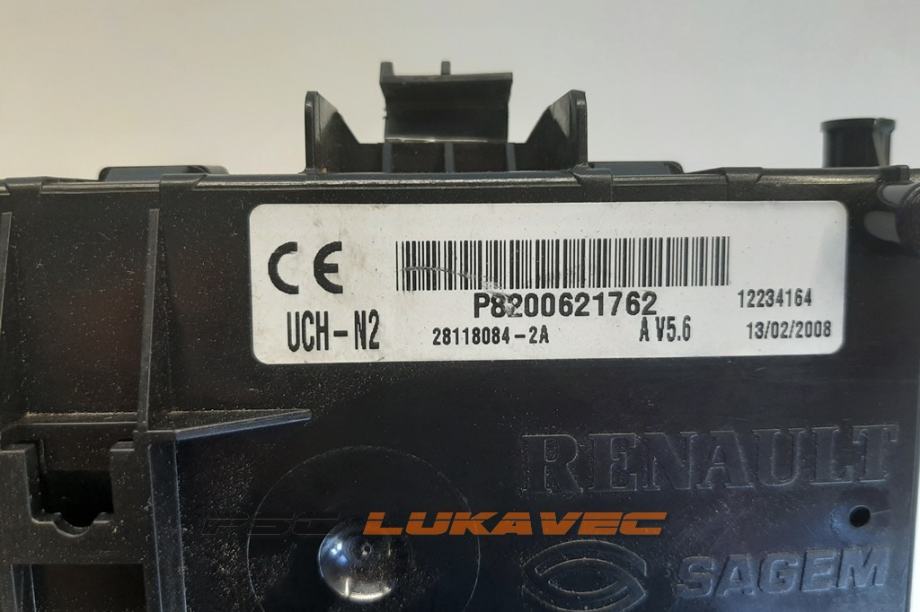 CE
P8200621762 12234164
UCH-N2 28118084-2A A V5.6 13/02/2008
RENAULT
LUKAVEC
SAGEM